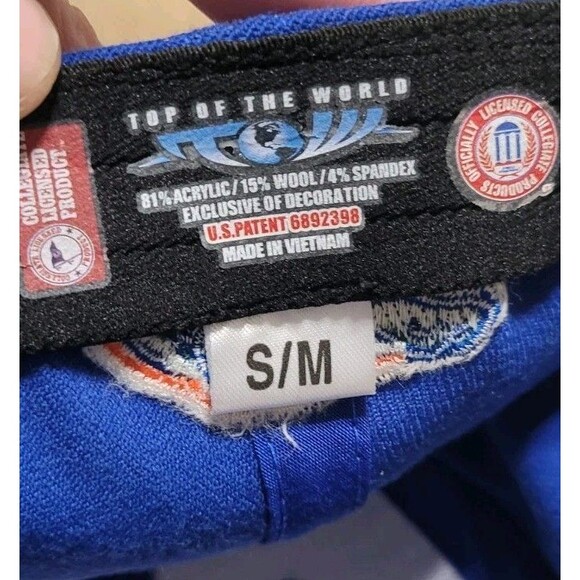 TOP OF THE WORLD
TOW
81% ACRYLIC/15% WOOL/4% SPANDEX
EXCLUSIVE OF DECORATION
U.S. PATENT 6892398
MADE IN VIETNAM
LICENSED
PRODUCT
OFFICIALLY LICENSED COLLEGIATE PRODUCTS
S/M